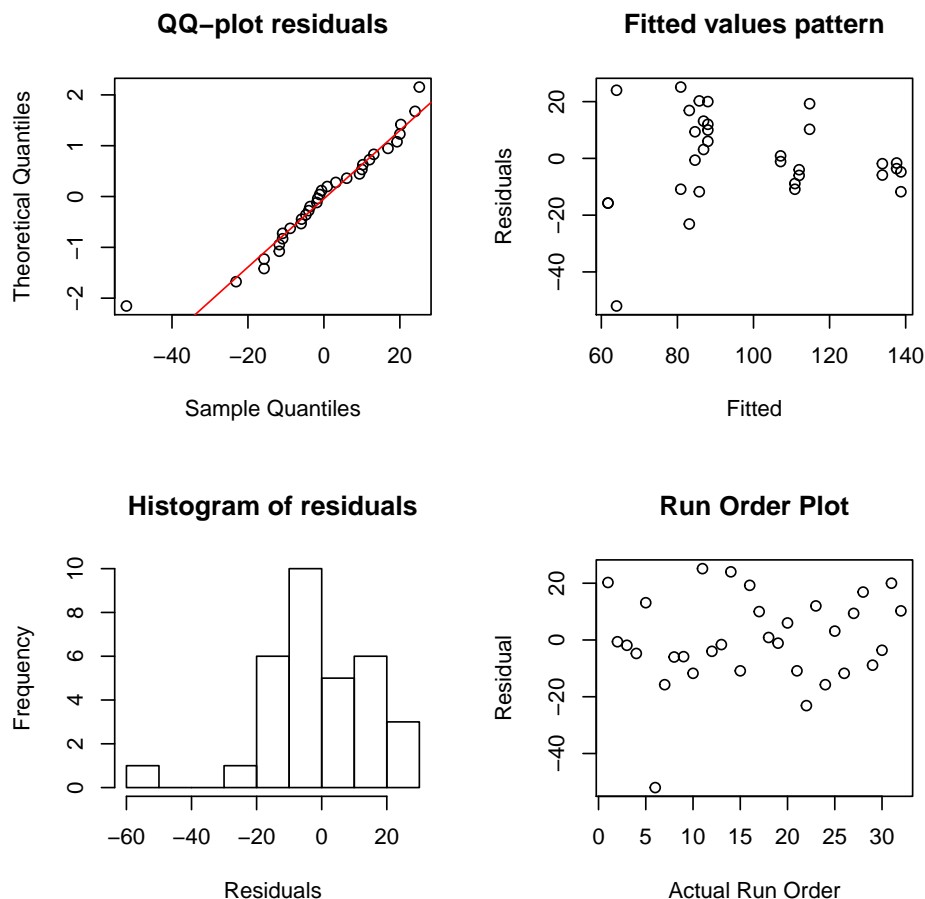 QQ−plot residuals
Theoretical Quantiles
2
1
0
−1
−2
−40 −20 0 20
Sample Quantiles
Fitted values pattern
Residuals
20
0
−20
−40
60 80 100 120 140
Fitted
Histogram of residuals
Frequency
10
8
6
4
2
0
−60 −40 −20 0 20
Residuals
Run Order Plot
Residual
20
0
−20
−40
0 5 10 15 20 25 30
Actual Run Order